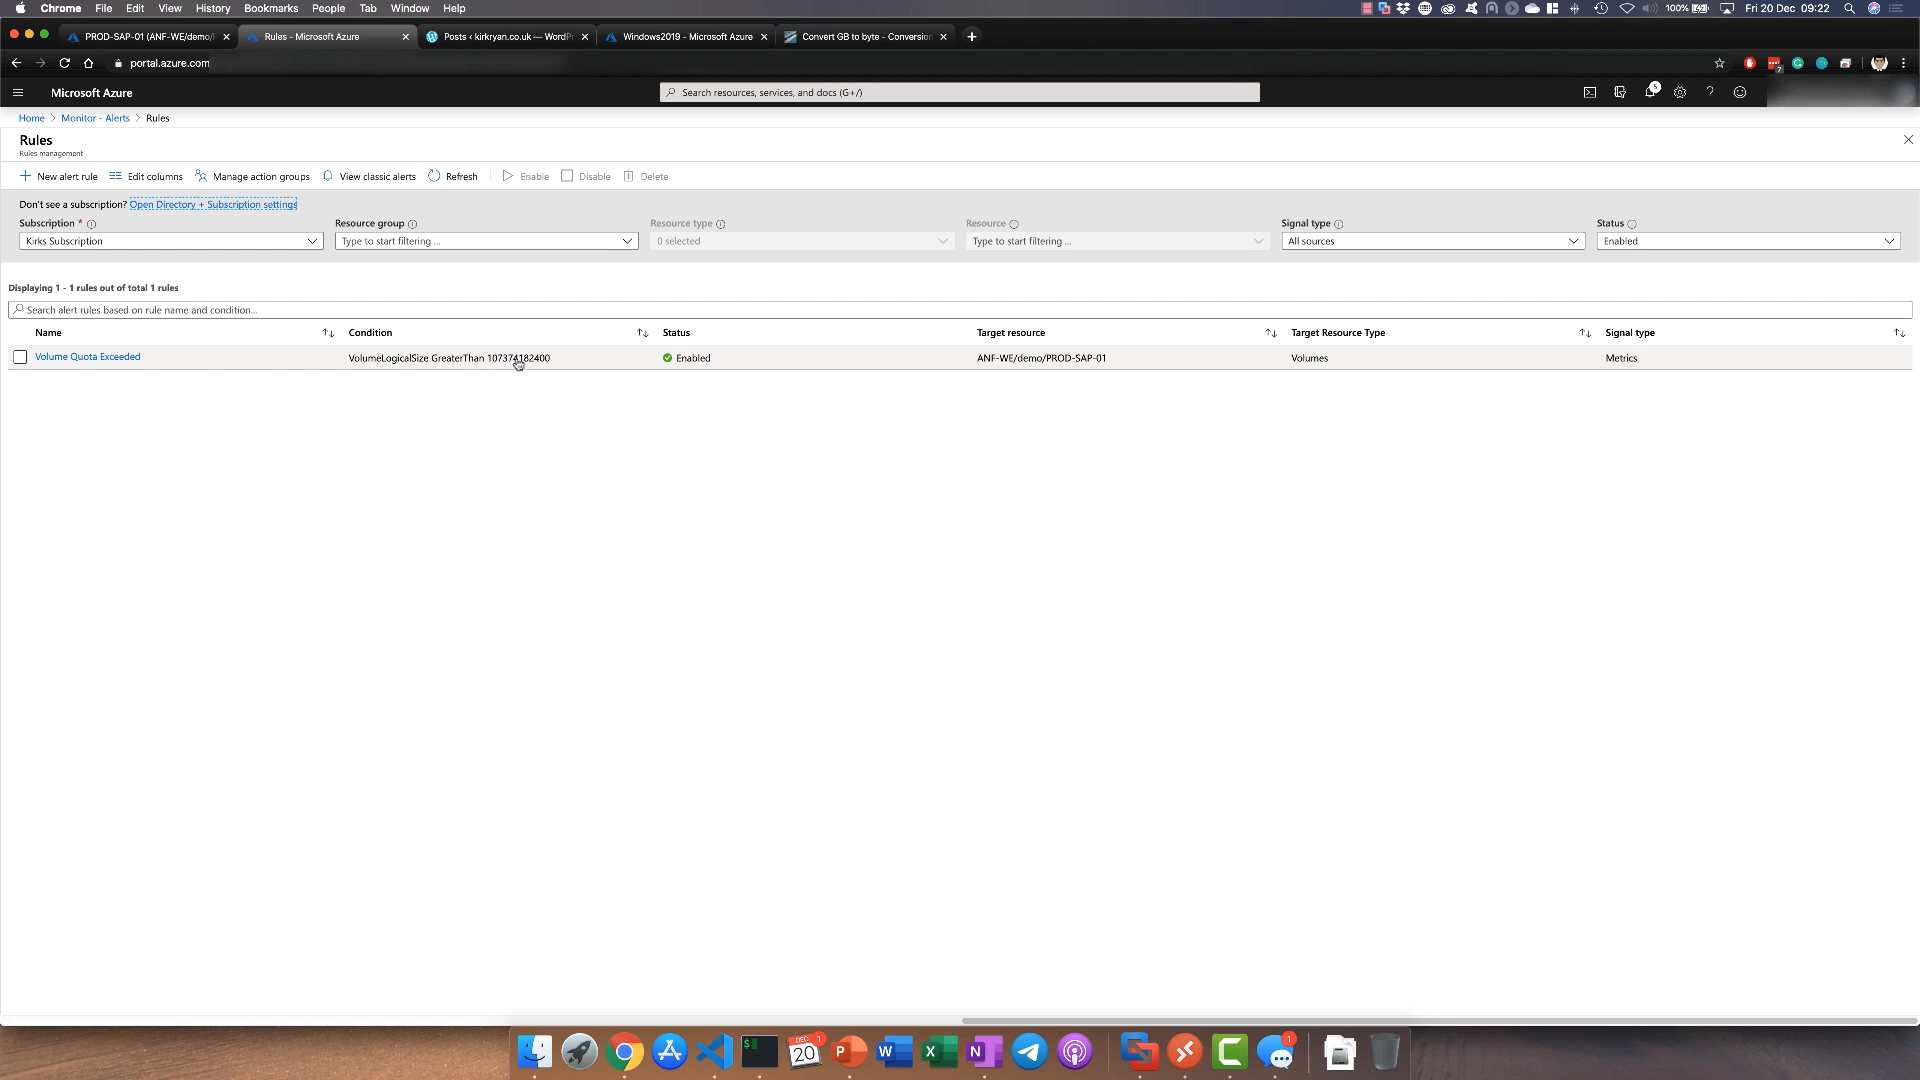 Chrome File Edit View History Bookmarks People Tab Window Help 100% Fri 20 Dec 09:22
PROD-SAP-01 (ANF-WE/demo/ Rules - Microsoft Azure Posts ‹ kirkryan.co.uk — WordPr Windows2019 - Microsoft Azure Convert GB to byte - Conversion
portal.azure.com 7
Microsoft Azure Search resources, services, and docs (G+/) 5
Home > Monitor - Alerts > Rules
Rules
Rules management
New alert rule Edit columns Manage action groups View classic alerts Refresh Enable Disable Delete
Don't see a subscription? Open Directory + Subscription settings
Subscription * Resource group Resource type Resource Signal type Status
Kirks Subscription Type to start filtering ... 0 selected Type to start filtering ... All sources Enabled
Displaying 1 - 1 rules out of total 1 rules
Search alert rules based on rule name and condition...
Name Condition Status Target resource Target Resource Type Signal type
Volume Quota Exceeded VolumeLogicalSize GreaterThan 107374182400 Enabled ANF-WE/demo/PROD-SAP-01 Volumes Metrics
$ DEC 20 1 P W X N C 1